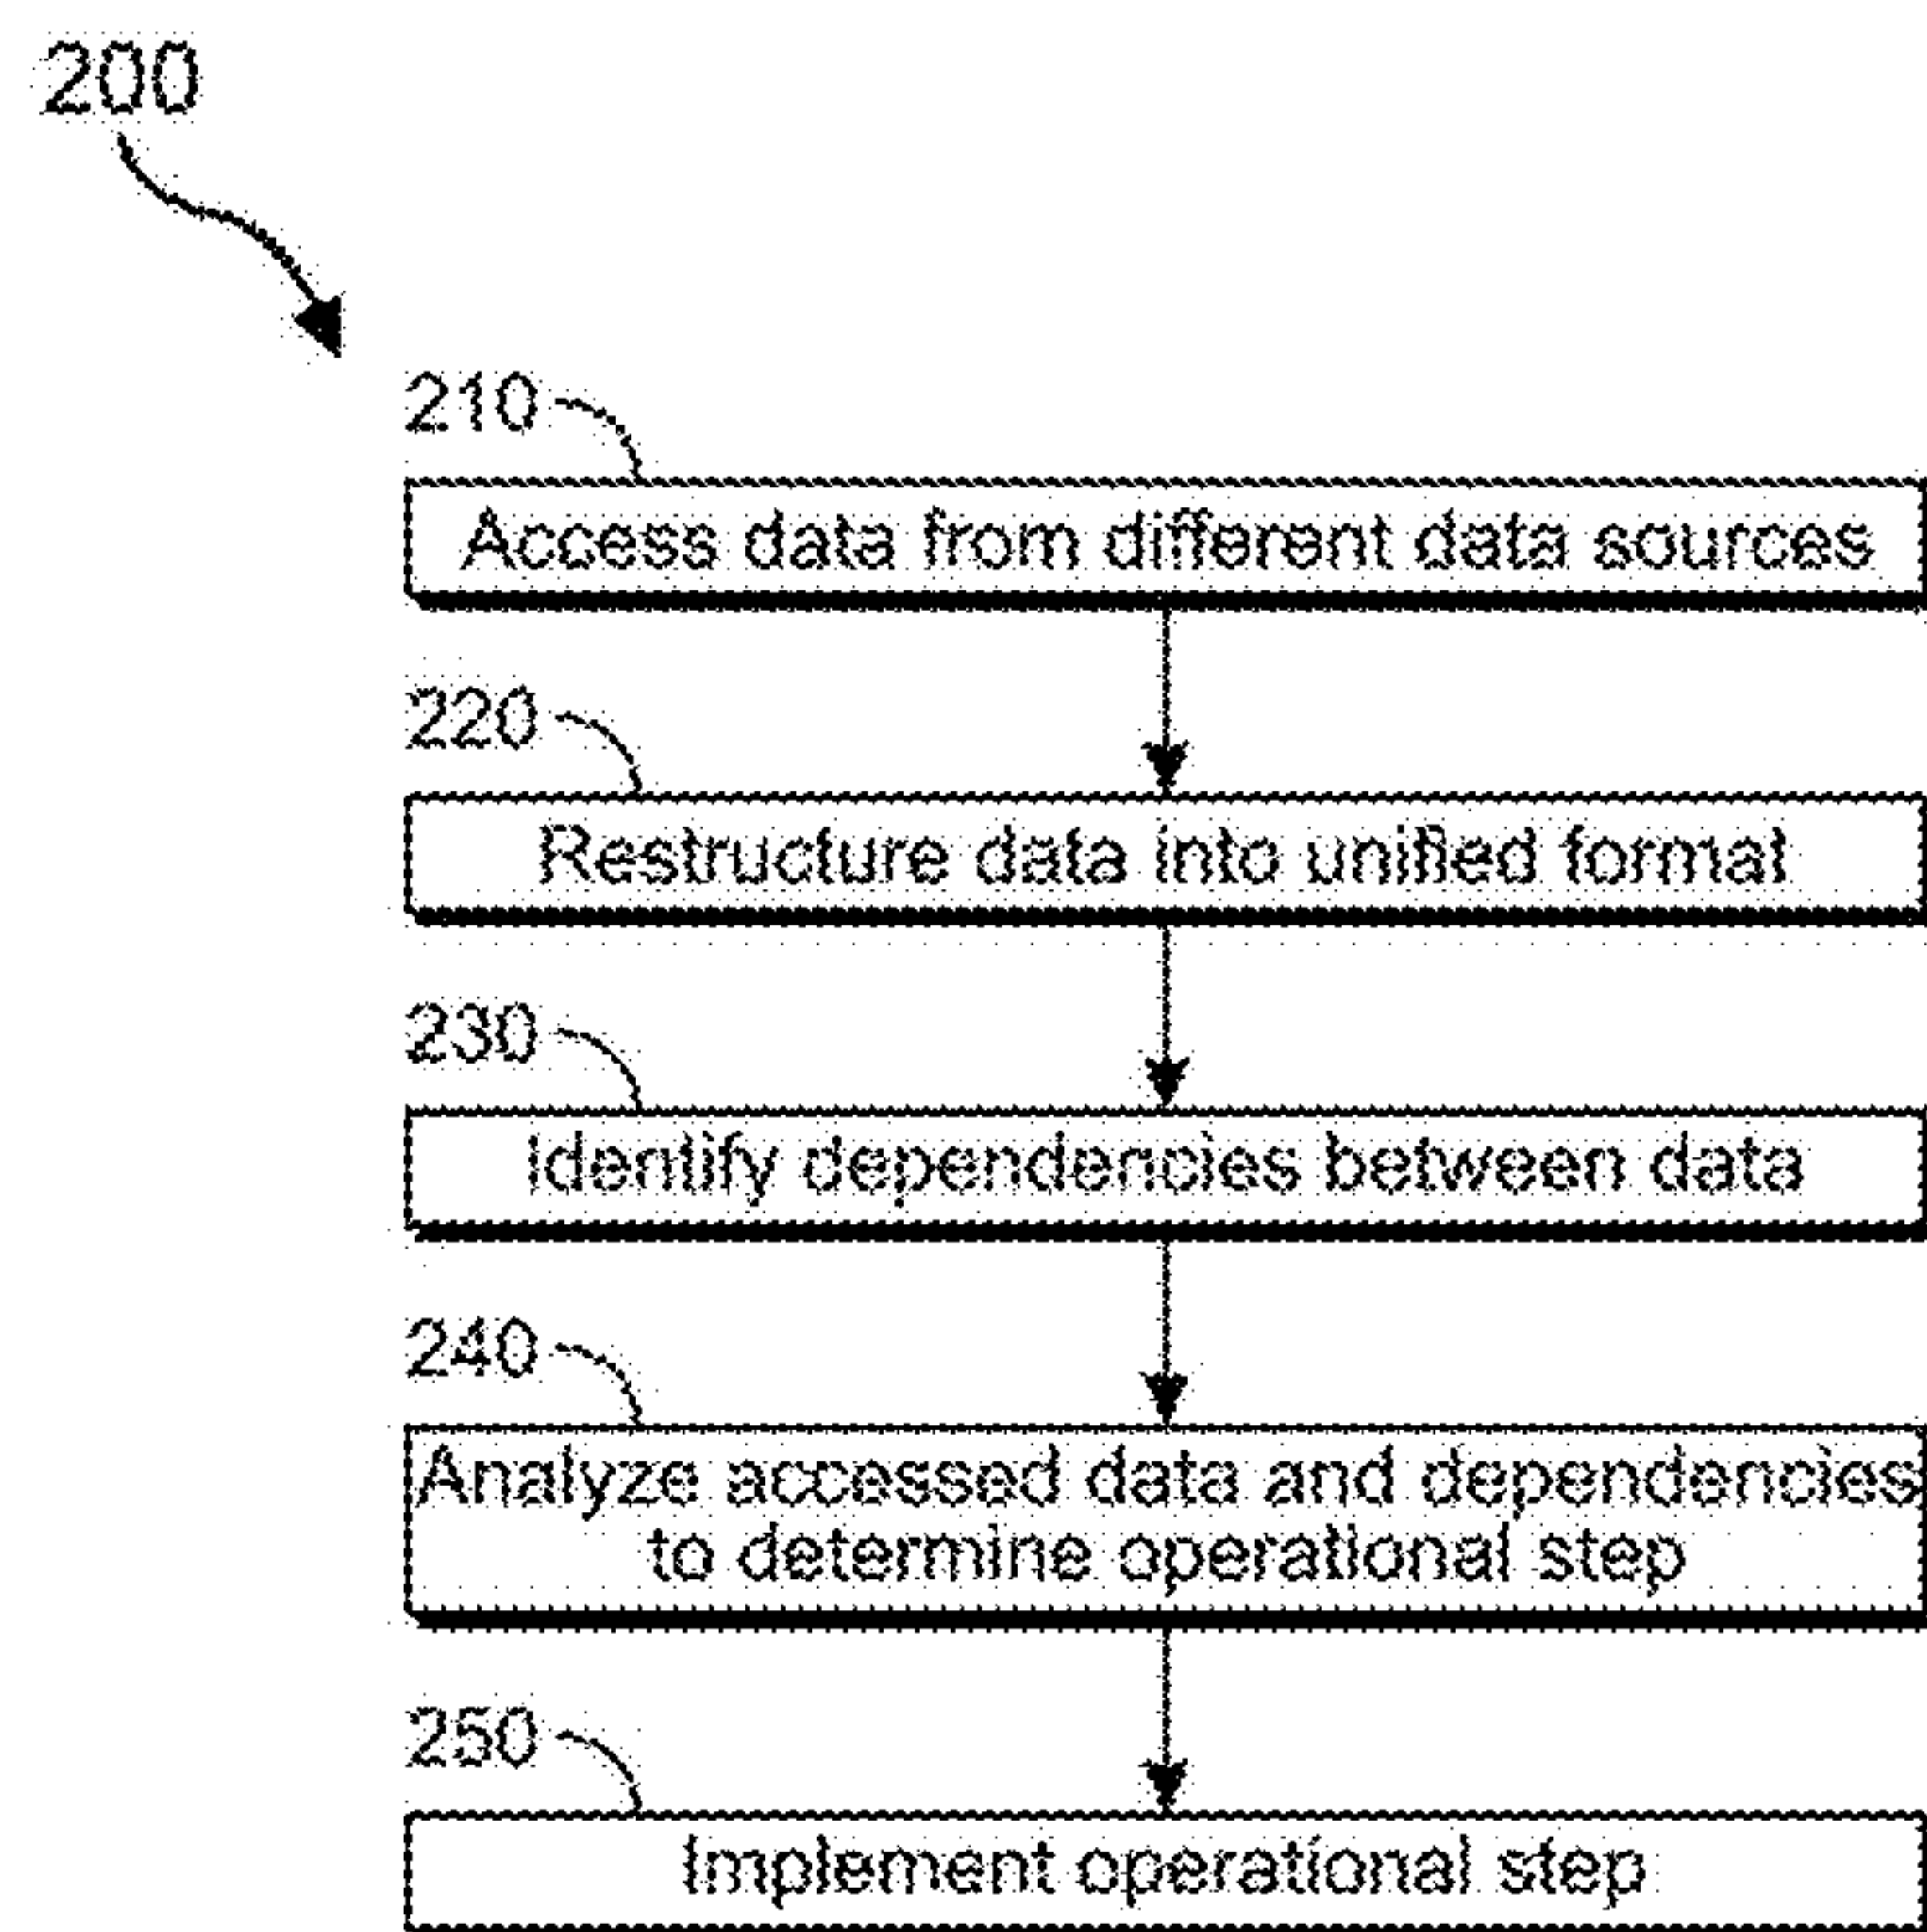 200
210
Access data from different data sources
220
Restructure data into unified format
230
Identify dependencies between data
240
Analyze accessed data and dependencies
to determine operational step
250
Implement operational step